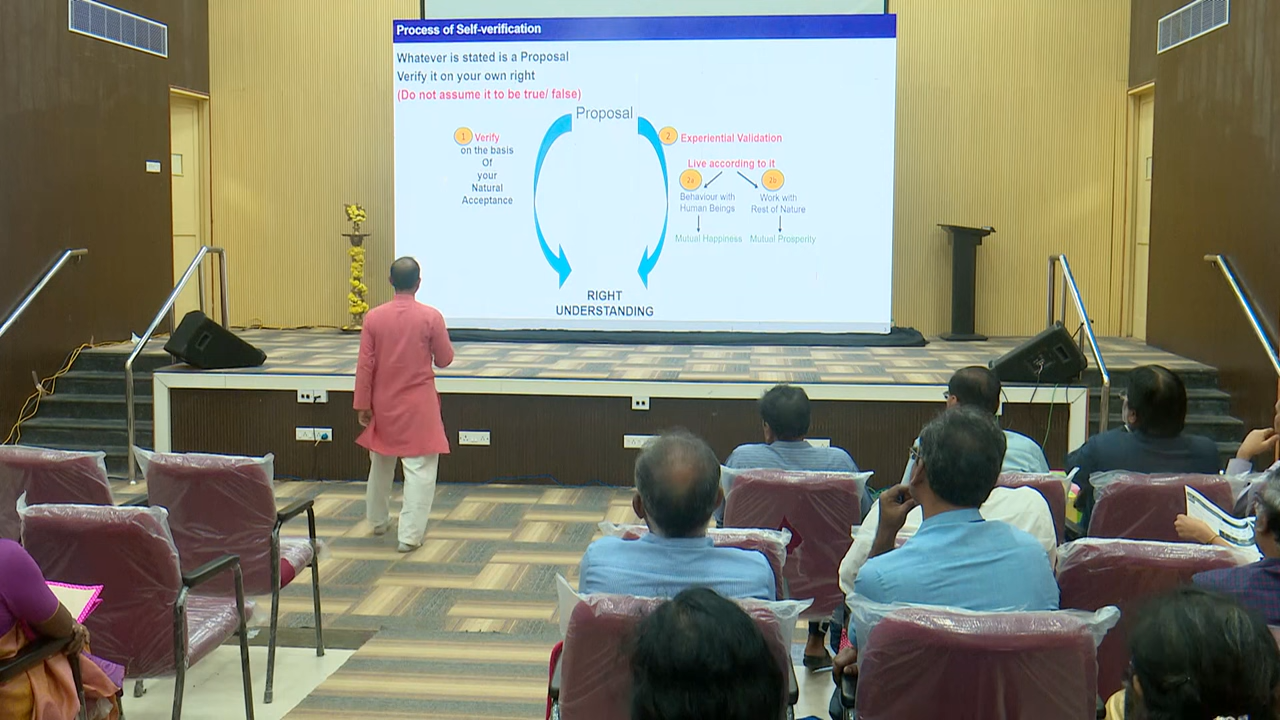 Process of Self-verification
Whatever is stated is a Proposal
Verify it on your own right
(Do not assume it to be true/ false)
Proposal
1 Verify
on the basis
Of
your
Natural
Acceptance
2 Experiential Validation
Live according to it
2a
2b
Behaviour with
Human Beings
Work with
Rest of Nature
Mutual Happiness
Mutual Prosperity
RIGHT
UNDERSTANDING